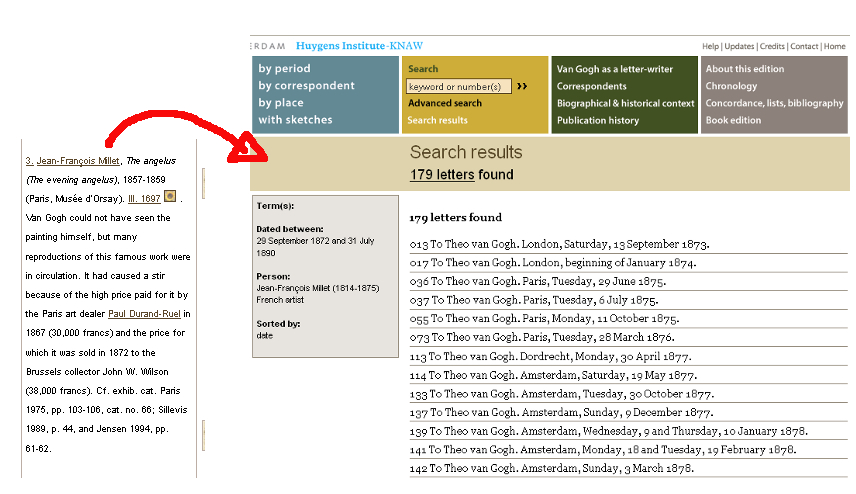 ERDAM Huygens Institute-KNAW
Help | Updates | Credits | Contact | Home
by period
by correspondent
by place
with sketches
Search
keyword or number(s)
Advanced search
Search results
Van Gogh as a letter-writer
Correspondents
Biographical & historical context
Publication history
About this edition
Chronology
Concordance, lists, bibliography
Book edition
3. Jean-François Millet, The angelus
(The evening angelus), 1857-1859
(Paris, Musée d'Orsay). Ill. 1697 .
Van Gogh could not have seen the
painting himself, but many
reproductions of this famous work were
in circulation. It had caused a stir
because of the high price paid for it by
the Paris art dealer Paul Durand-Ruel in
1867 (30,000 francs) and the price for
which it was sold in 1872 to the
Brussels collector John W. Wilson
(38,000 francs). Cf. exhib. cat. Paris
1975, pp. 103-106, cat. no. 66; Sillevis
1989, p. 44, and Jensen 1994, pp.
61-62.
Search results
179 letters found
Term(s):
Dated between:
29 September 1872 and 31 July
1890
Person:
Jean-François Millet (1814-1875)
French artist
Sorted by:
date
179 letters found
013 To Theo van Gogh. London, Saturday, 13 September 1873.
017 To Theo van Gogh. London, beginning of January 1874.
036 To Theo van Gogh. Paris, Tuesday, 29 June 1875.
037 To Theo van Gogh. Paris, Tuesday, 6 July 1875.
055 To Theo van Gogh. Paris, Monday, 11 October 1875.
073 To Theo van Gogh. Paris, Tuesday, 28 March 1876.
113 To Theo van Gogh. Dordrecht, Monday, 30 April 1877.
114 To Theo van Gogh. Amsterdam, Saturday, 19 May 1877.
133 To Theo van Gogh. Amsterdam, Tuesday, 30 October 1877.
137 To Theo van Gogh. Amsterdam, Sunday, 9 December 1877.
139 To Theo van Gogh. Amsterdam, Wednesday, 9 and Thursday, 10 January 1878.
141 To Theo van Gogh. Amsterdam, Monday, 18 and Tuesday, 19 February 1878.
142 To Theo van Gogh. Amsterdam, Sunday, 3 March 1878.